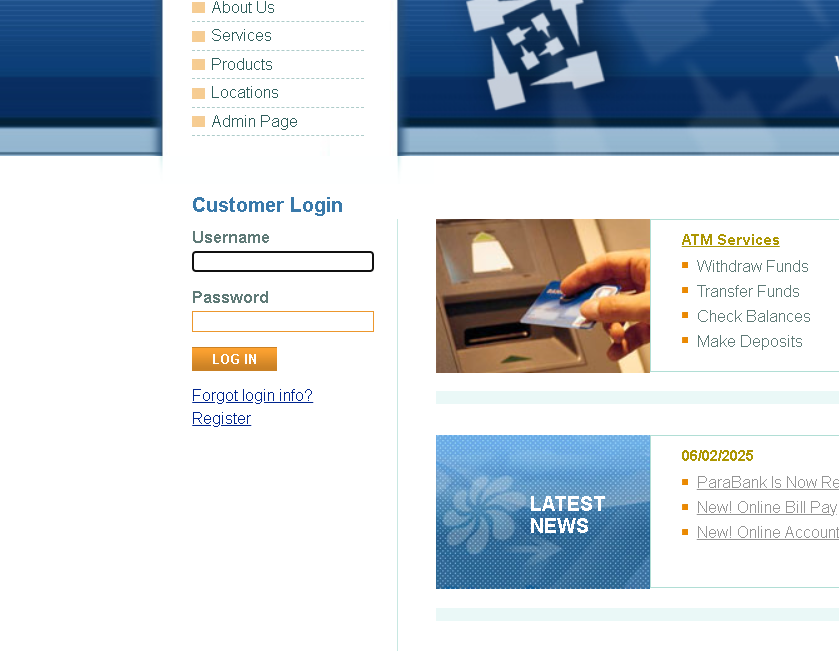 About Us
Services
Products
Locations
Admin Page
Customer Login
Username
Password
LOG IN
Forgot login info?
Register
ATM Services
Withdraw Funds
Transfer Funds
Check Balances
Make Deposits
LATEST
NEWS
06/02/2025
ParaBank Is Now Re
New! Online Bill Pay
New! Online Account